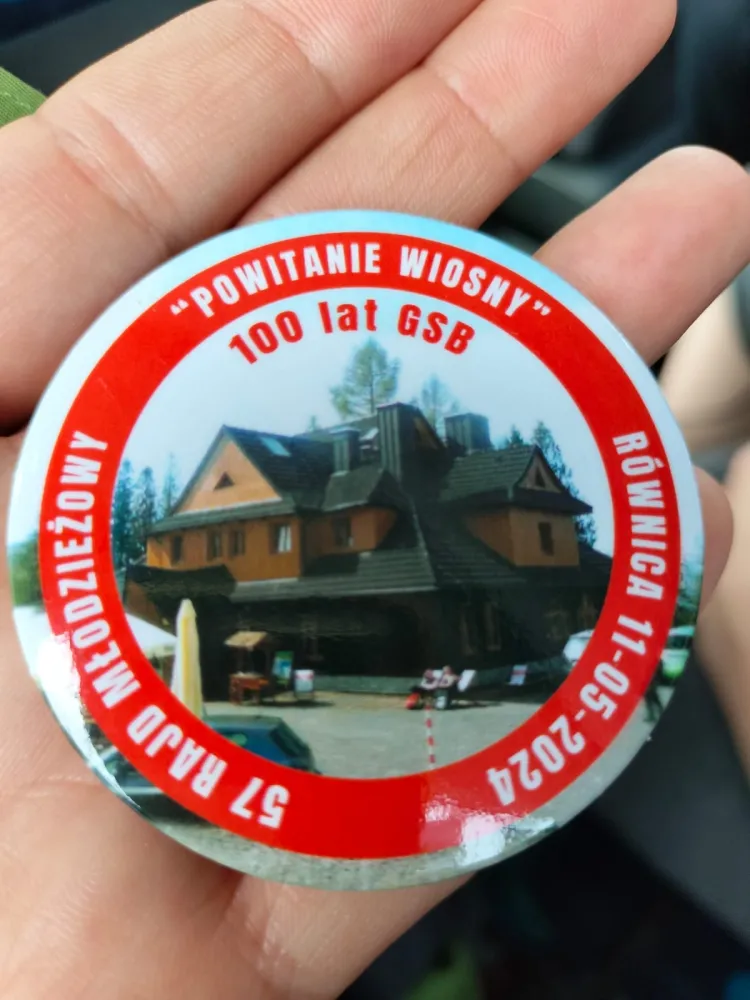 57 RAJD MŁODZIEŻOWY
“POWITANIE WIOSNY”
RÓWNICA 11-05-2024
100 lat GSB